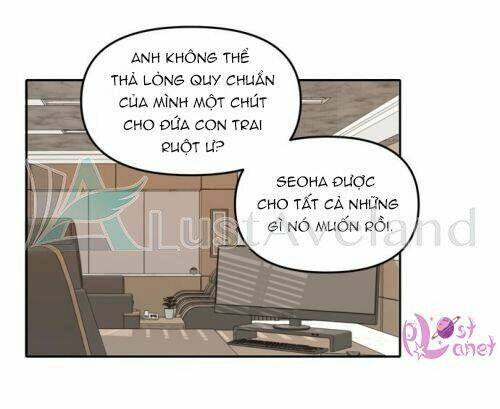 ANH KHÔNG THỂ
THẢ LỎNG QUY CHUẨN
CỦA MÌNH MỘT CHÚT
CHO ĐỨA CON TRAI
RUỘT Ư?
SEOHA ĐƯỢC
CHO TẤT CẢ NHỮNG
GÌ NÓ MUỐN RỒI.
LustAveland
Lost
Planet